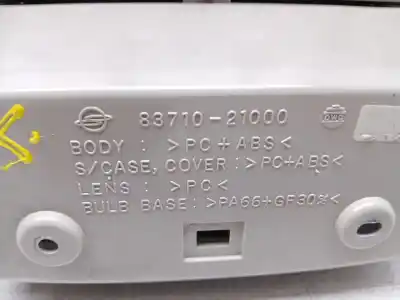 83710-21000
BODY : >PC+ABS<
S/CASE, COVER: >PC+ABS<
LENS : >PC<
BULB BASE: >PA66+GF30%<